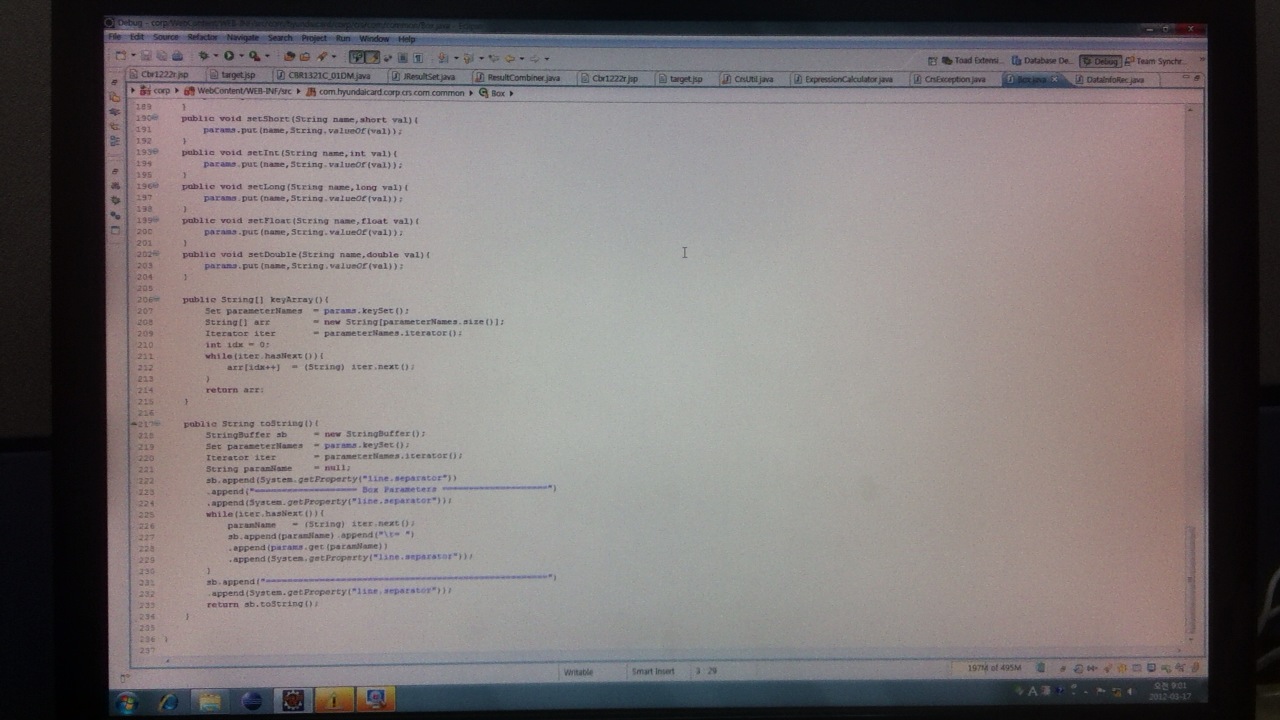 Debug - corp/WebContent/WEB-INF/src/com/hyundaicard/corp/crs/com/common/Box.java - Eclipse
File Edit Source Refactor Navigate Search Project Run Window Help
Toad Extensi... Database De... Debug Team Synchr...
Cbr1222r.jsp target.jsp CBR1321C_01DM.java JResultSet.java ResultCombiner.java Cbr1222r.jsp target.jsp CrsUtil.java ExpressionCalculator.java CrsException.java Box.java DataInfoRec.java
corp WebContent/WEB-INF/src com.hyundaicard.corp.crs.com.common Box
189 }
190 public void setShort(String name,short val){
191 params.put(name,String.valueOf(val));
192 }
193 public void setInt(String name,int val){
194 params.put(name,String.valueOf(val));
195 }
196 public void setLong(String name,long val){
197 params.put(name,String.valueOf(val));
198 }
199 public void setFloat(String name,float val){
200 params.put(name,String.valueOf(val));
201 }
202 public void setDouble(String name,double val){
203 params.put(name,String.valueOf(val));
204 }
205
206 public String[] keyArray(){
207 Set parameterNames = params.keySet();
208 String[] arr = new String[parameterNames.size()];
209 Iterator iter = parameterNames.iterator();
210 int idx = 0;
211 while(iter.hasNext()){
212 arr[idx++] = (String) iter.next();
213 }
214 return arr;
215 }
216
217 public String toString(){
218 StringBuffer sb = new StringBuffer();
219 Set parameterNames = params.keySet();
220 Iterator iter = parameterNames.iterator();
221 String paramName = null;
222 sb.append(System.getProperty("line.separator"))
223 .append("=================== Box Parameters ====================")
224 .append(System.getProperty("line.separator"));
225 while(iter.hasNext()){
226 paramName = (String) iter.next();
227 sb.append(paramName).append("\t= ")
228 .append(params.get(paramName))
229 .append(System.getProperty("line.separator"));
230 }
231 sb.append("======================================================")
232 .append(System.getProperty("line.separator"));
233 return sb.toString();
234 }
235
236 }
237
Writable Smart Insert 3 : 29 197M of 495M
A 오전 9:01
2012-03-17